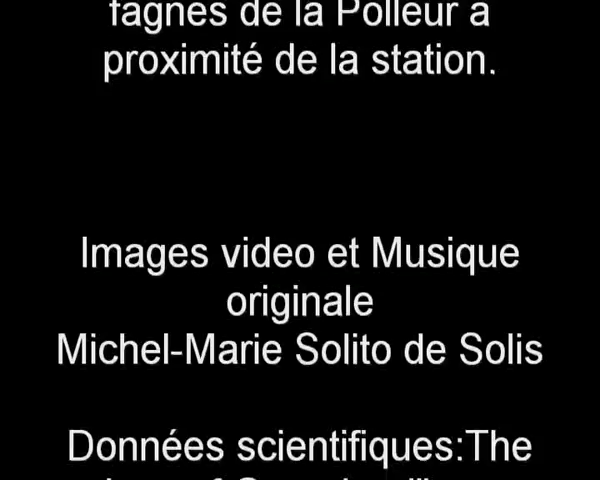 fagnes de la Polleur à
proximité de la station.
Images video et Musique
originale
Michel-Marie Solito de Solis
Données scientifiques:The